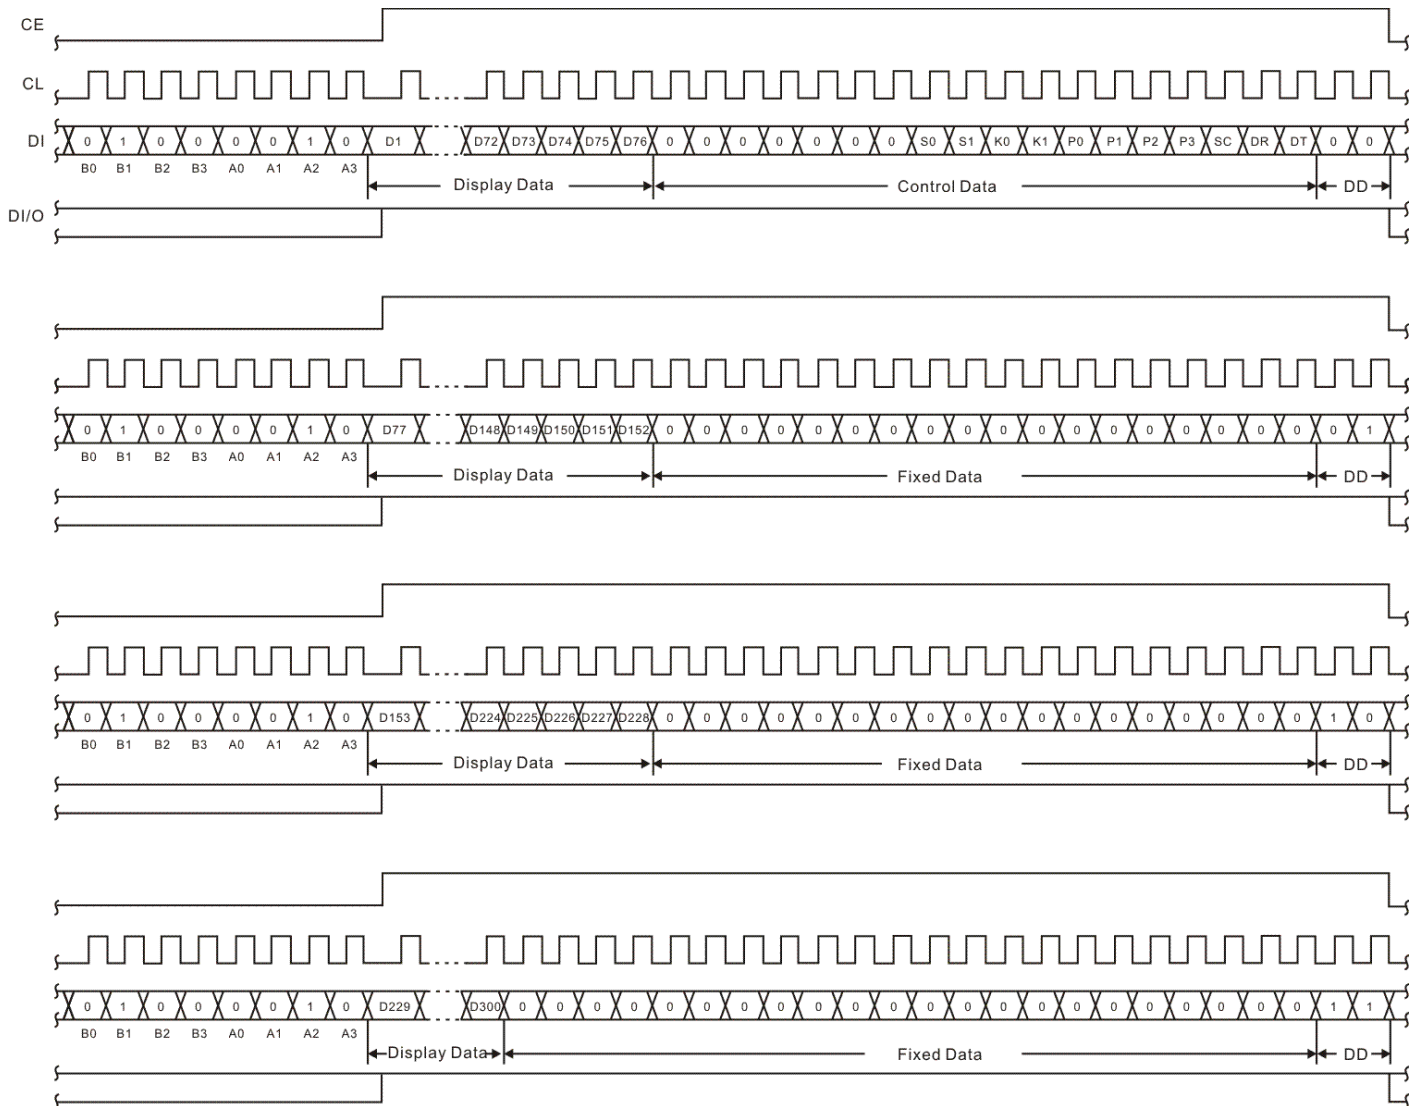 CE
CL
DI 0 1 0 0 0 0 1 0 D1 D72 D73 D74 D75 D76 0 0 0 0 0 0 0 S0 S1 K0 K1 P0 P1 P2 P3 SC DR DT 0 0
B0 B1 B2 B3 A0 A1 A2 A3
Display Data Control Data DD
DI/O
0 1 0 0 0 0 1 0 D77 D148 D149 D150 D151 D152 0 0 0 0 0 0 0 0 0 0 0 0 0 0 0 0 0 0 0 1
B0 B1 B2 B3 A0 A1 A2 A3
Display Data Fixed Data DD
0 1 0 0 0 0 1 0 D153 D224 D225 D226 D227 D228 0 0 0 0 0 0 0 0 0 0 0 0 0 0 0 0 0 0 1 0
B0 B1 B2 B3 A0 A1 A2 A3
Display Data Fixed Data DD
0 1 0 0 0 0 1 0 D229 D300 0 0 0 0 0 0 0 0 0 0 0 0 0 0 0 0 0 0 0 0 0 0 1 1
B0 B1 B2 B3 A0 A1 A2 A3
Display Data Fixed Data DD